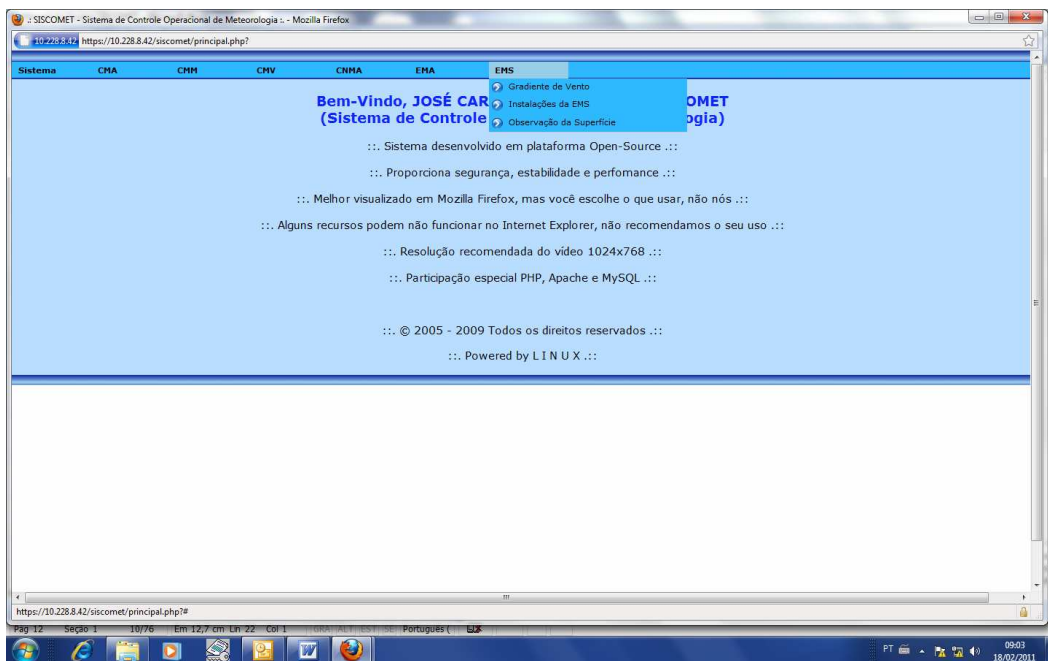 .: SISCOMET - Sistema de Controle Operacional de Meteorologia :. - Mozilla Firefox
10.228.8.42 https://10.228.8.42/siscomet/principal.php?
Sistema CMA CMM CMV CNMA EMA EMS
Gradiente de Vento
Instalações da EMS
Observação da Superfície
Bem-Vindo, JOSÉ CAR OMET
(Sistema de Controle ogia)
::. Sistema desenvolvido em plataforma Open-Source .::
::. Proporciona segurança, estabilidade e perfomance .::
::. Melhor visualizado em Mozilla Firefox, mas você escolhe o que usar, não nós .::
::. Alguns recursos podem não funcionar no Internet Explorer, não recomendamos o seu uso .::
::. Resolução recomendada do vídeo 1024x768 .::
::. Participação especial PHP, Apache e MySQL .::
::. © 2005 - 2009 Todos os direitos reservados .::
::. Powered by L I N U X .::
https://10.228.8.42/siscomet/principal.php?#
Pág 12 Seção 1 10/76 Em 12,7 cm Lin 22 Col 1 GRA ALT EST SE Português (
PT 09:03
18/02/2011